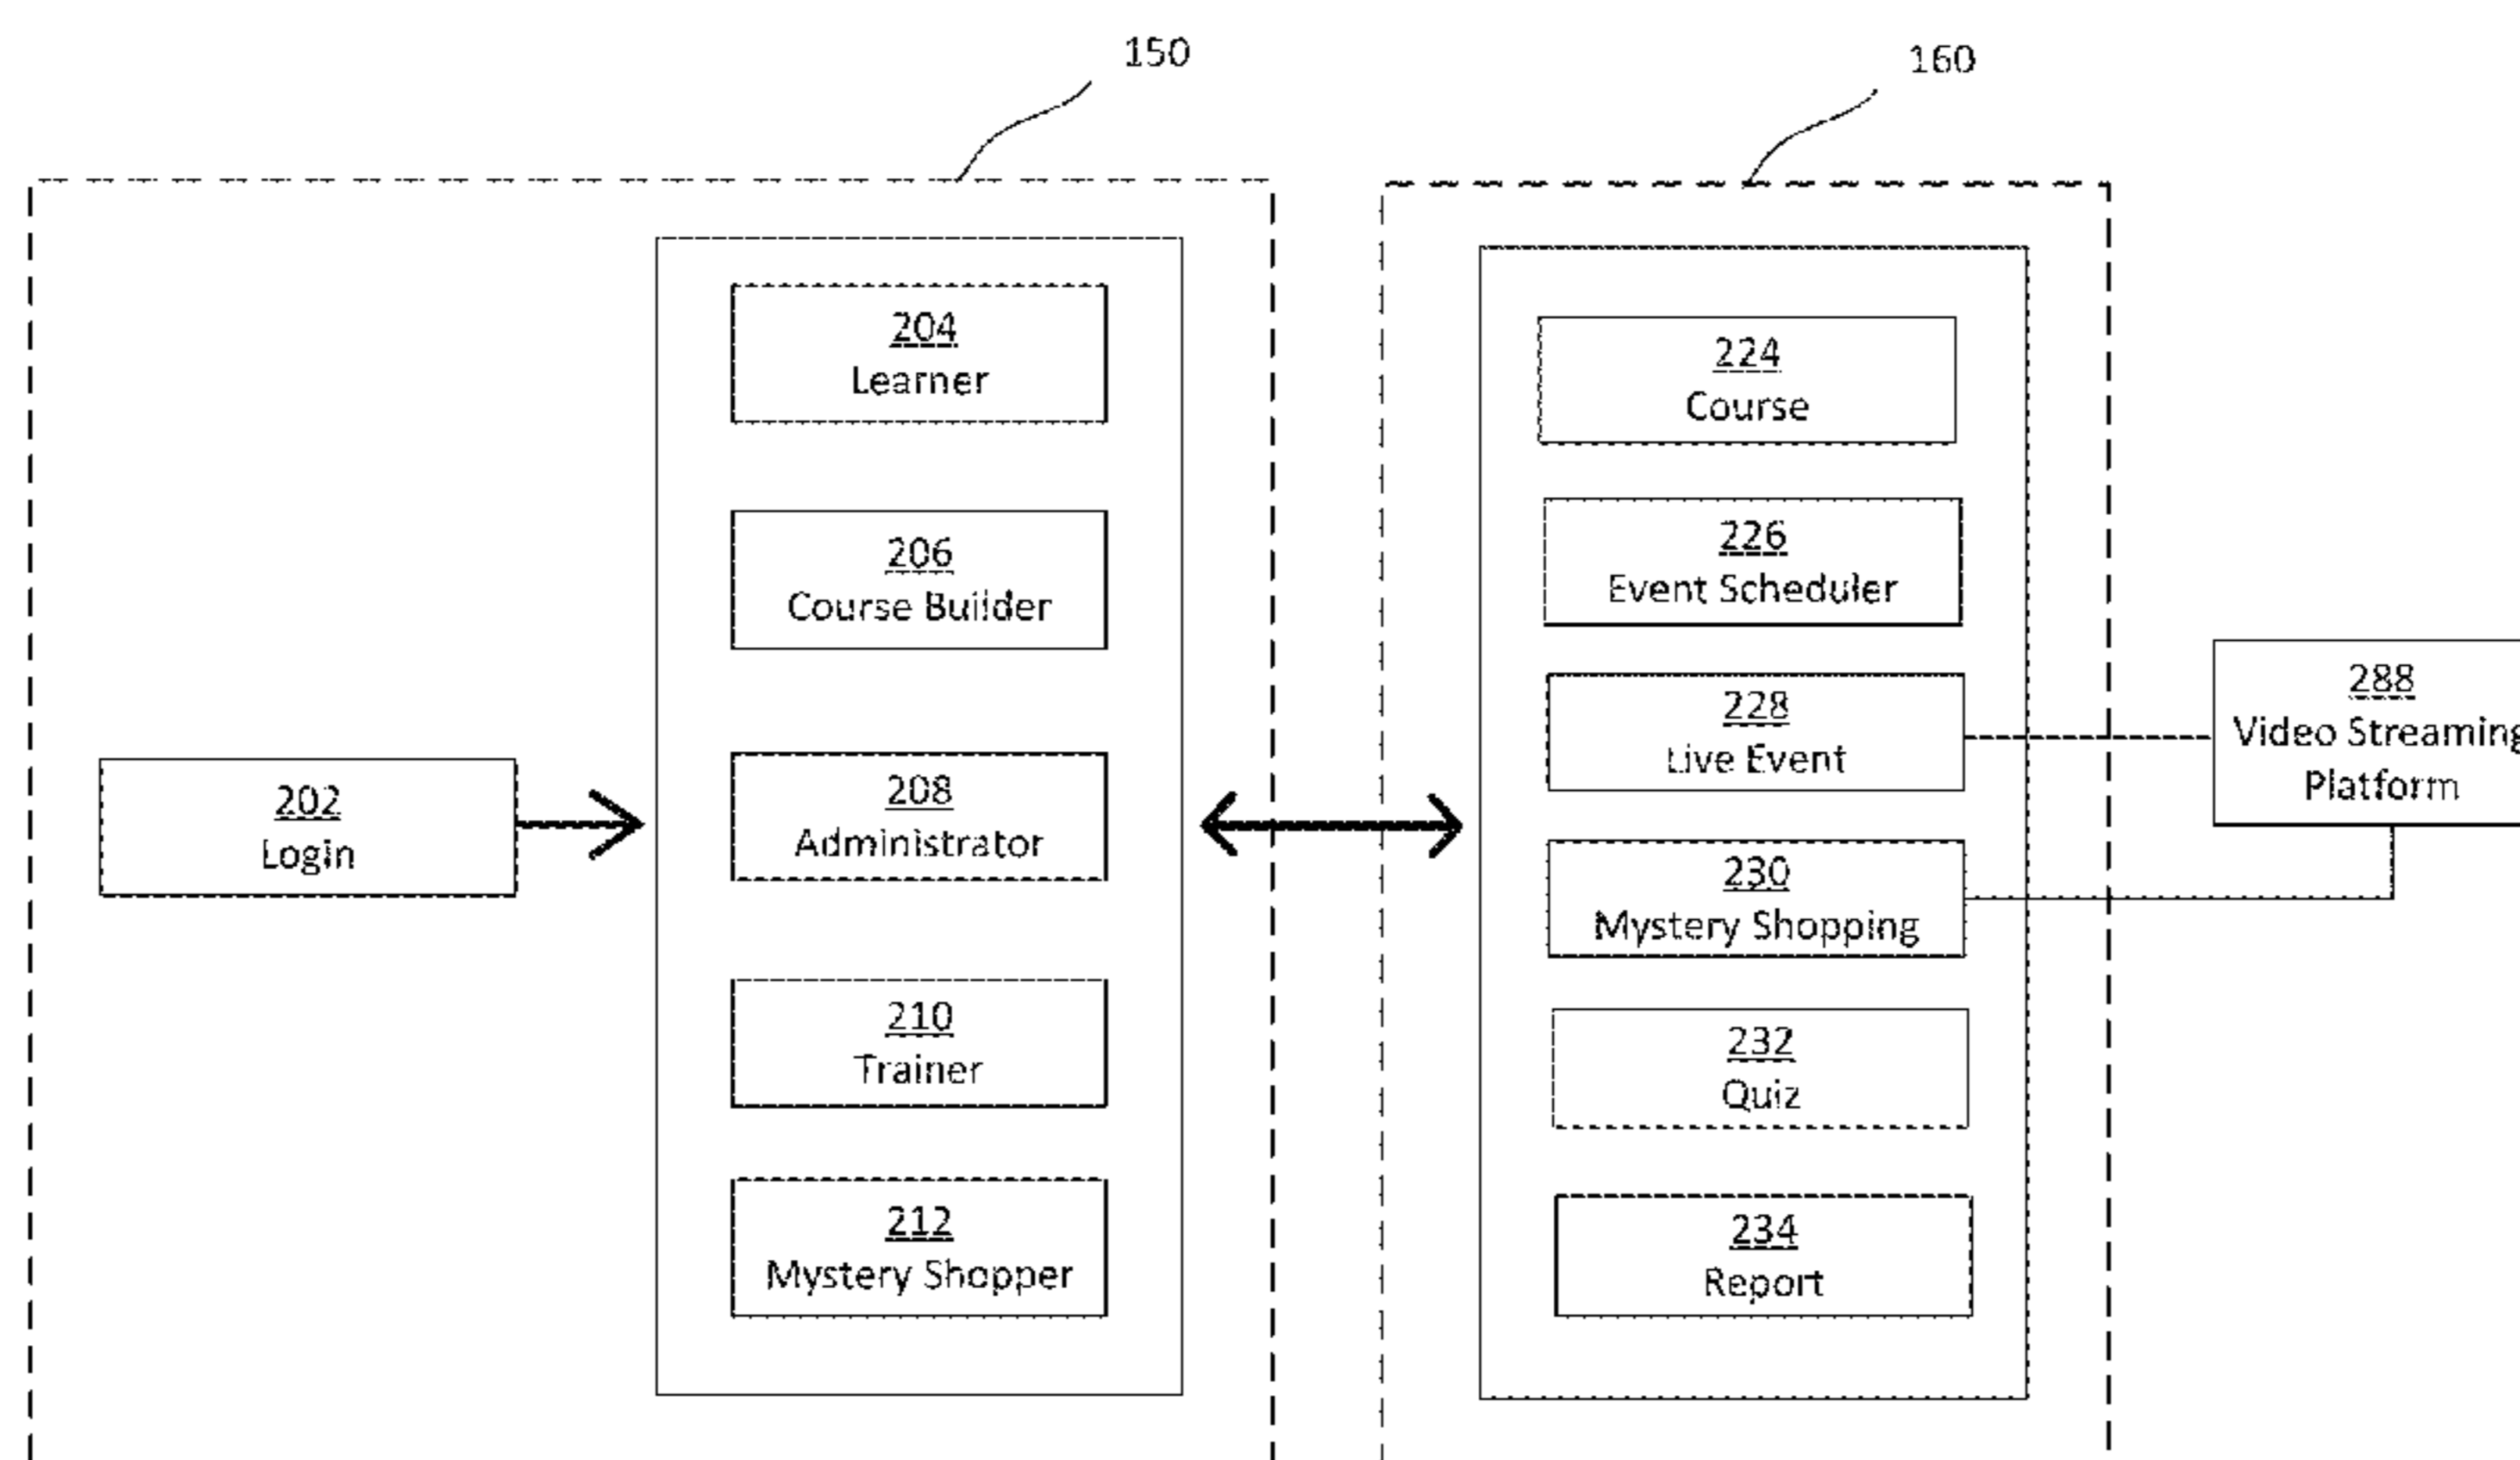 150
160
204
Learner
206
Course Builder
208
Administrator
210
Trainer
212
Mystery Shopper
202
Login
224
Course
226
Event Scheduler
228
Live Event
230
Mystery Shopping
232
Quiz
234
Report
288
Video Streaming
Platform